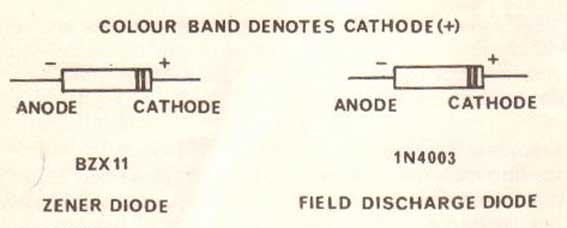 COLOUR BAND DENOTES CATHODE(+)
- +
ANODE CATHODE
BZX11
ZENER DIODE
- +
ANODE CATHODE
1N4003
FIELD DISCHARGE DIODE